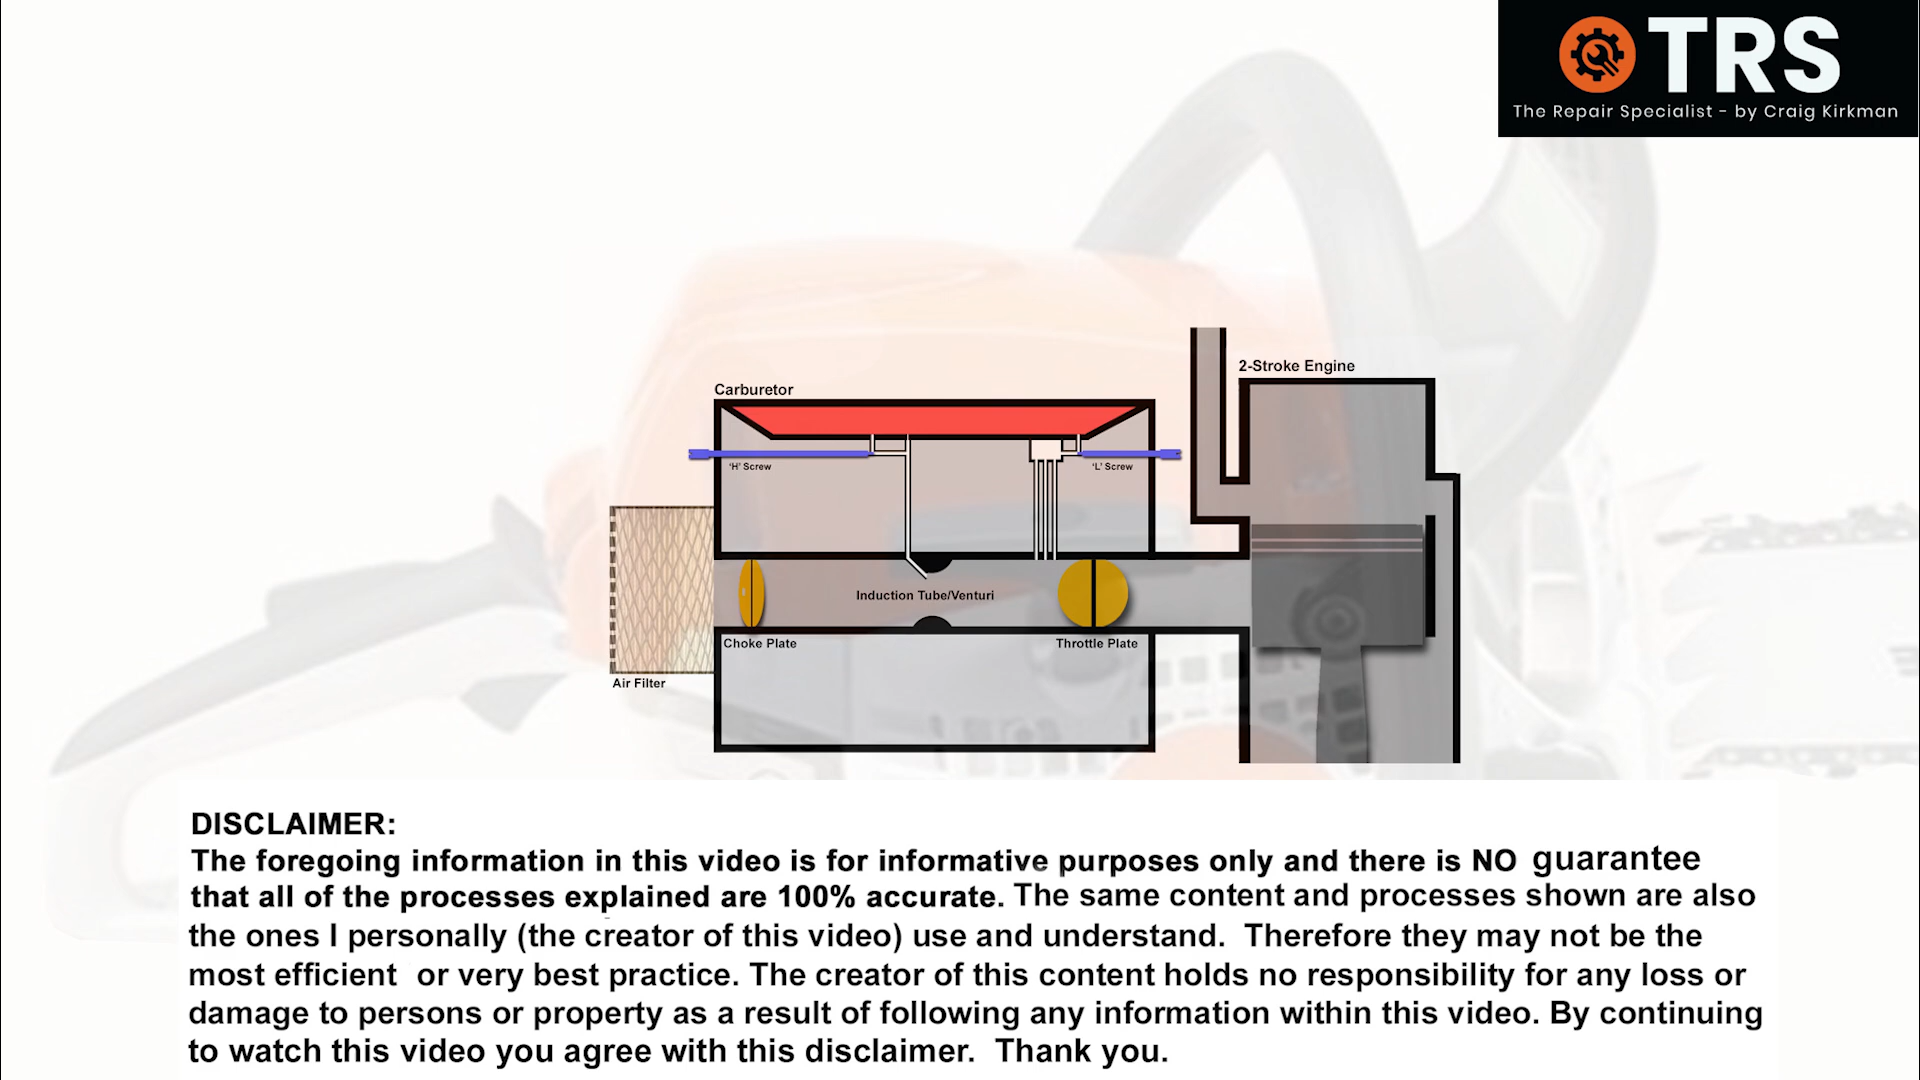 TRS
The Repair Specialist - by Craig Kirkman
2-Stroke Engine
Carburetor
'H' Screw
'L' Screw
Induction Tube/Venturi
Choke Plate
Throttle Plate
Air Filter
DISCLAIMER:
The foregoing information in this video is for informative purposes only and there is NO guarantee
that all of the processes explained are 100% accurate. The same content and processes shown are also
the ones I personally (the creator of this video) use and understand. Therefore they may not be the
most efficient or very best practice. The creator of this content holds no responsibility for any loss or
damage to persons or property as a result of following any information within this video. By continuing
to watch this video you agree with this disclaimer. Thank you.